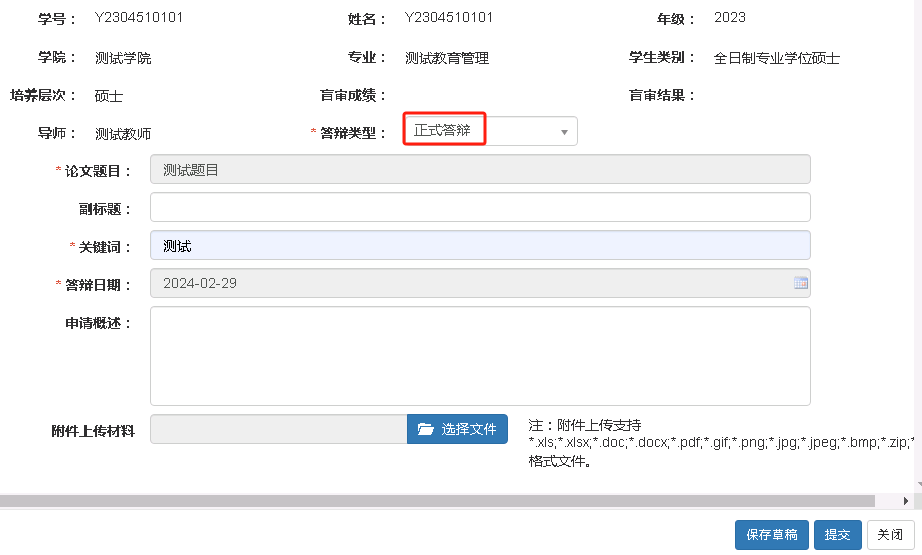 学号： Y2304510101 姓名： Y2304510101 年级： 2023
学院： 测试学院 专业： 测试教育管理 学生类别： 全日制专业学位硕士
培养层次： 硕士 盲审成绩： 盲审结果：
导师： 测试教师 * 答辩类型： 正式答辩
* 论文题目： 测试题目
副标题：
* 关键词： 测试
* 答辩日期： 2024-02-29
申请概述：
附件上传材料 选择文件 注：附件上传支持
*.xls;*.xlsx;*.doc;*.docx;*.pdf;*.gif;*.png;*.jpg;*.jpeg;*.bmp;*.zip;*
格式文件。
保存草稿 提交 关闭